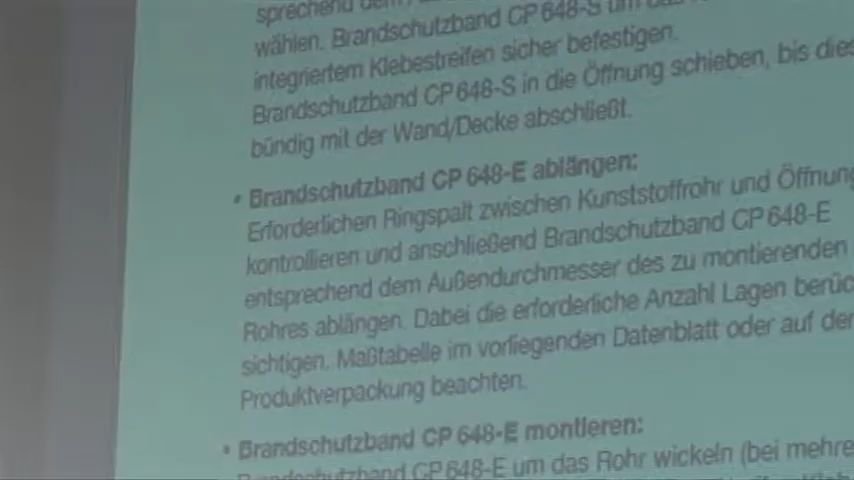 sprechend dem
wählen. Brandschutzband CP 648-S um das
integriertem Klebestreifen sicher befestigen.
Brandschutzband CP 648-S in die Öffnung schieben, bis dies
bündig mit der Wand/Decke abschließt.
• Brandschutzband CP 648-E ablängen:
Erforderlichen Ringspalt zwischen Kunststoffrohr und Öffnung
kontrollieren und anschließend Brandschutzband CP 648-E
entsprechend dem Außendurchmesser des zu montierenden
Rohres ablängen. Dabei die erforderliche Anzahl Lagen berüc
sichtigen. Maßtabelle im vorliegenden Datenblatt oder auf der
Produktverpackung beachten.
• Brandschutzband CP 648-E montieren:
Brandschutzband CP 648-E um das Rohr wickeln (bei mehre